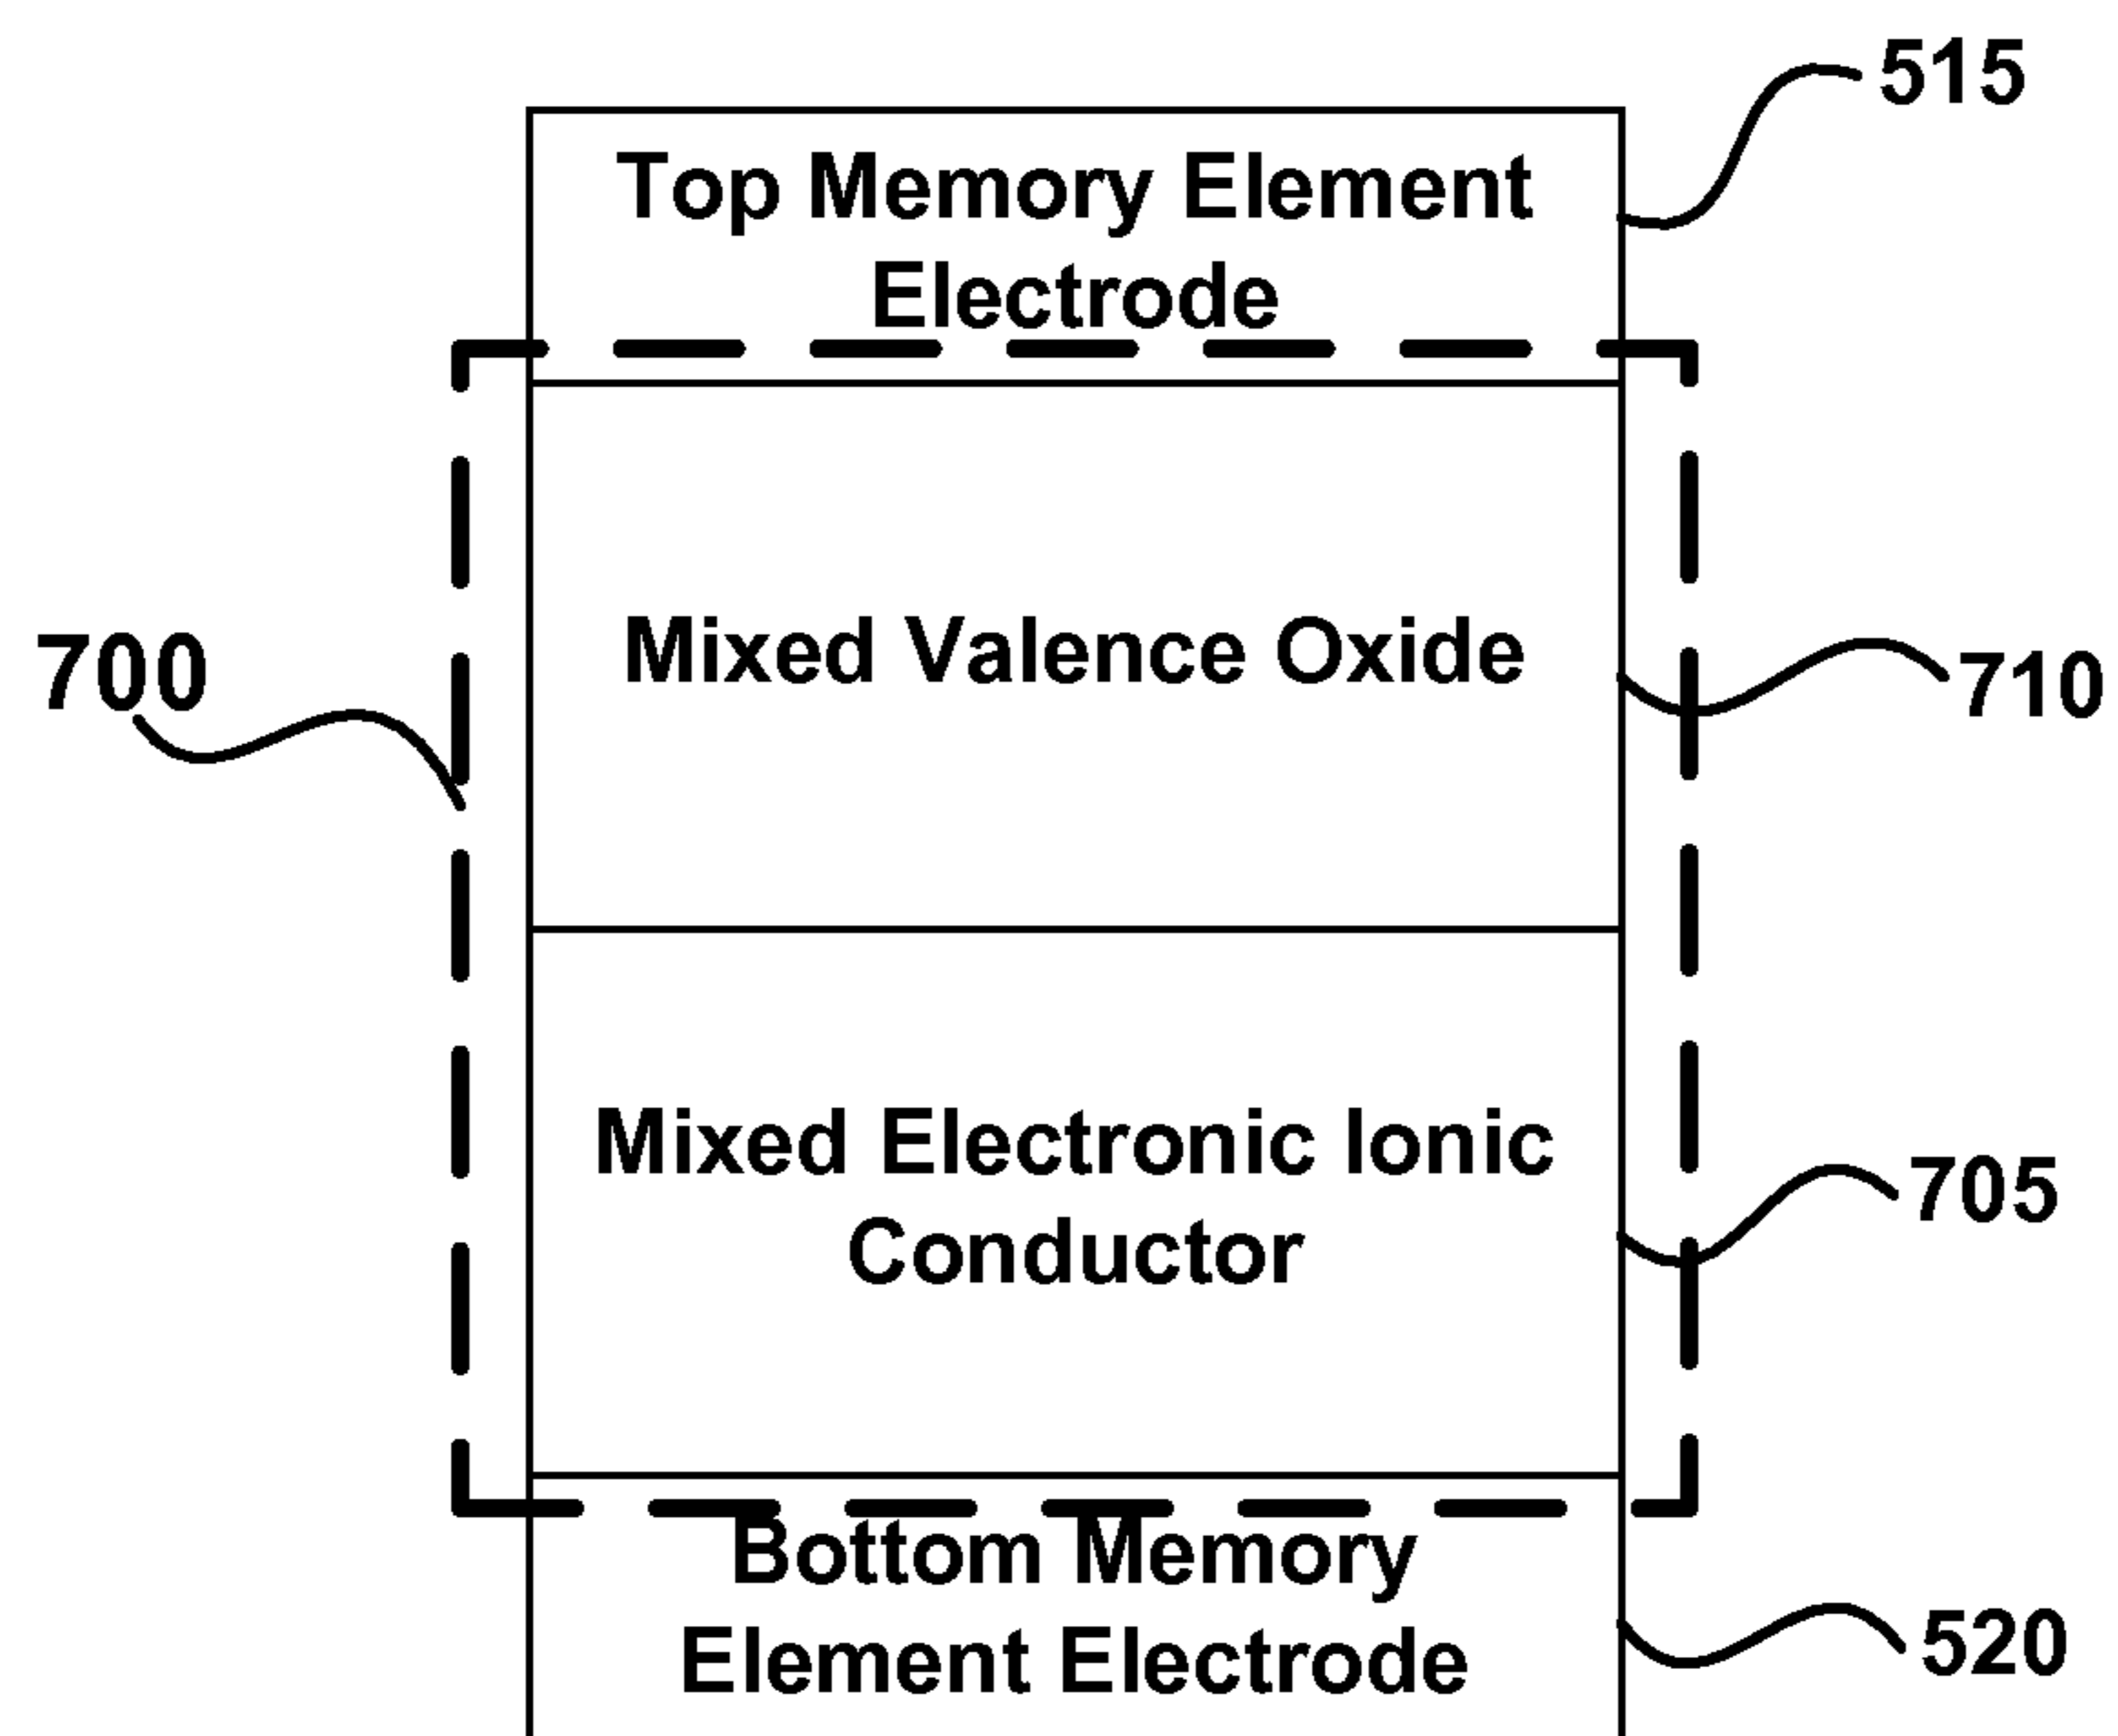 515
Top Memory Element
Electrode
Mixed Valence Oxide
700
710
Mixed Electronic Ionic
Conductor
705
Bottom Memory
Element Electrode
520